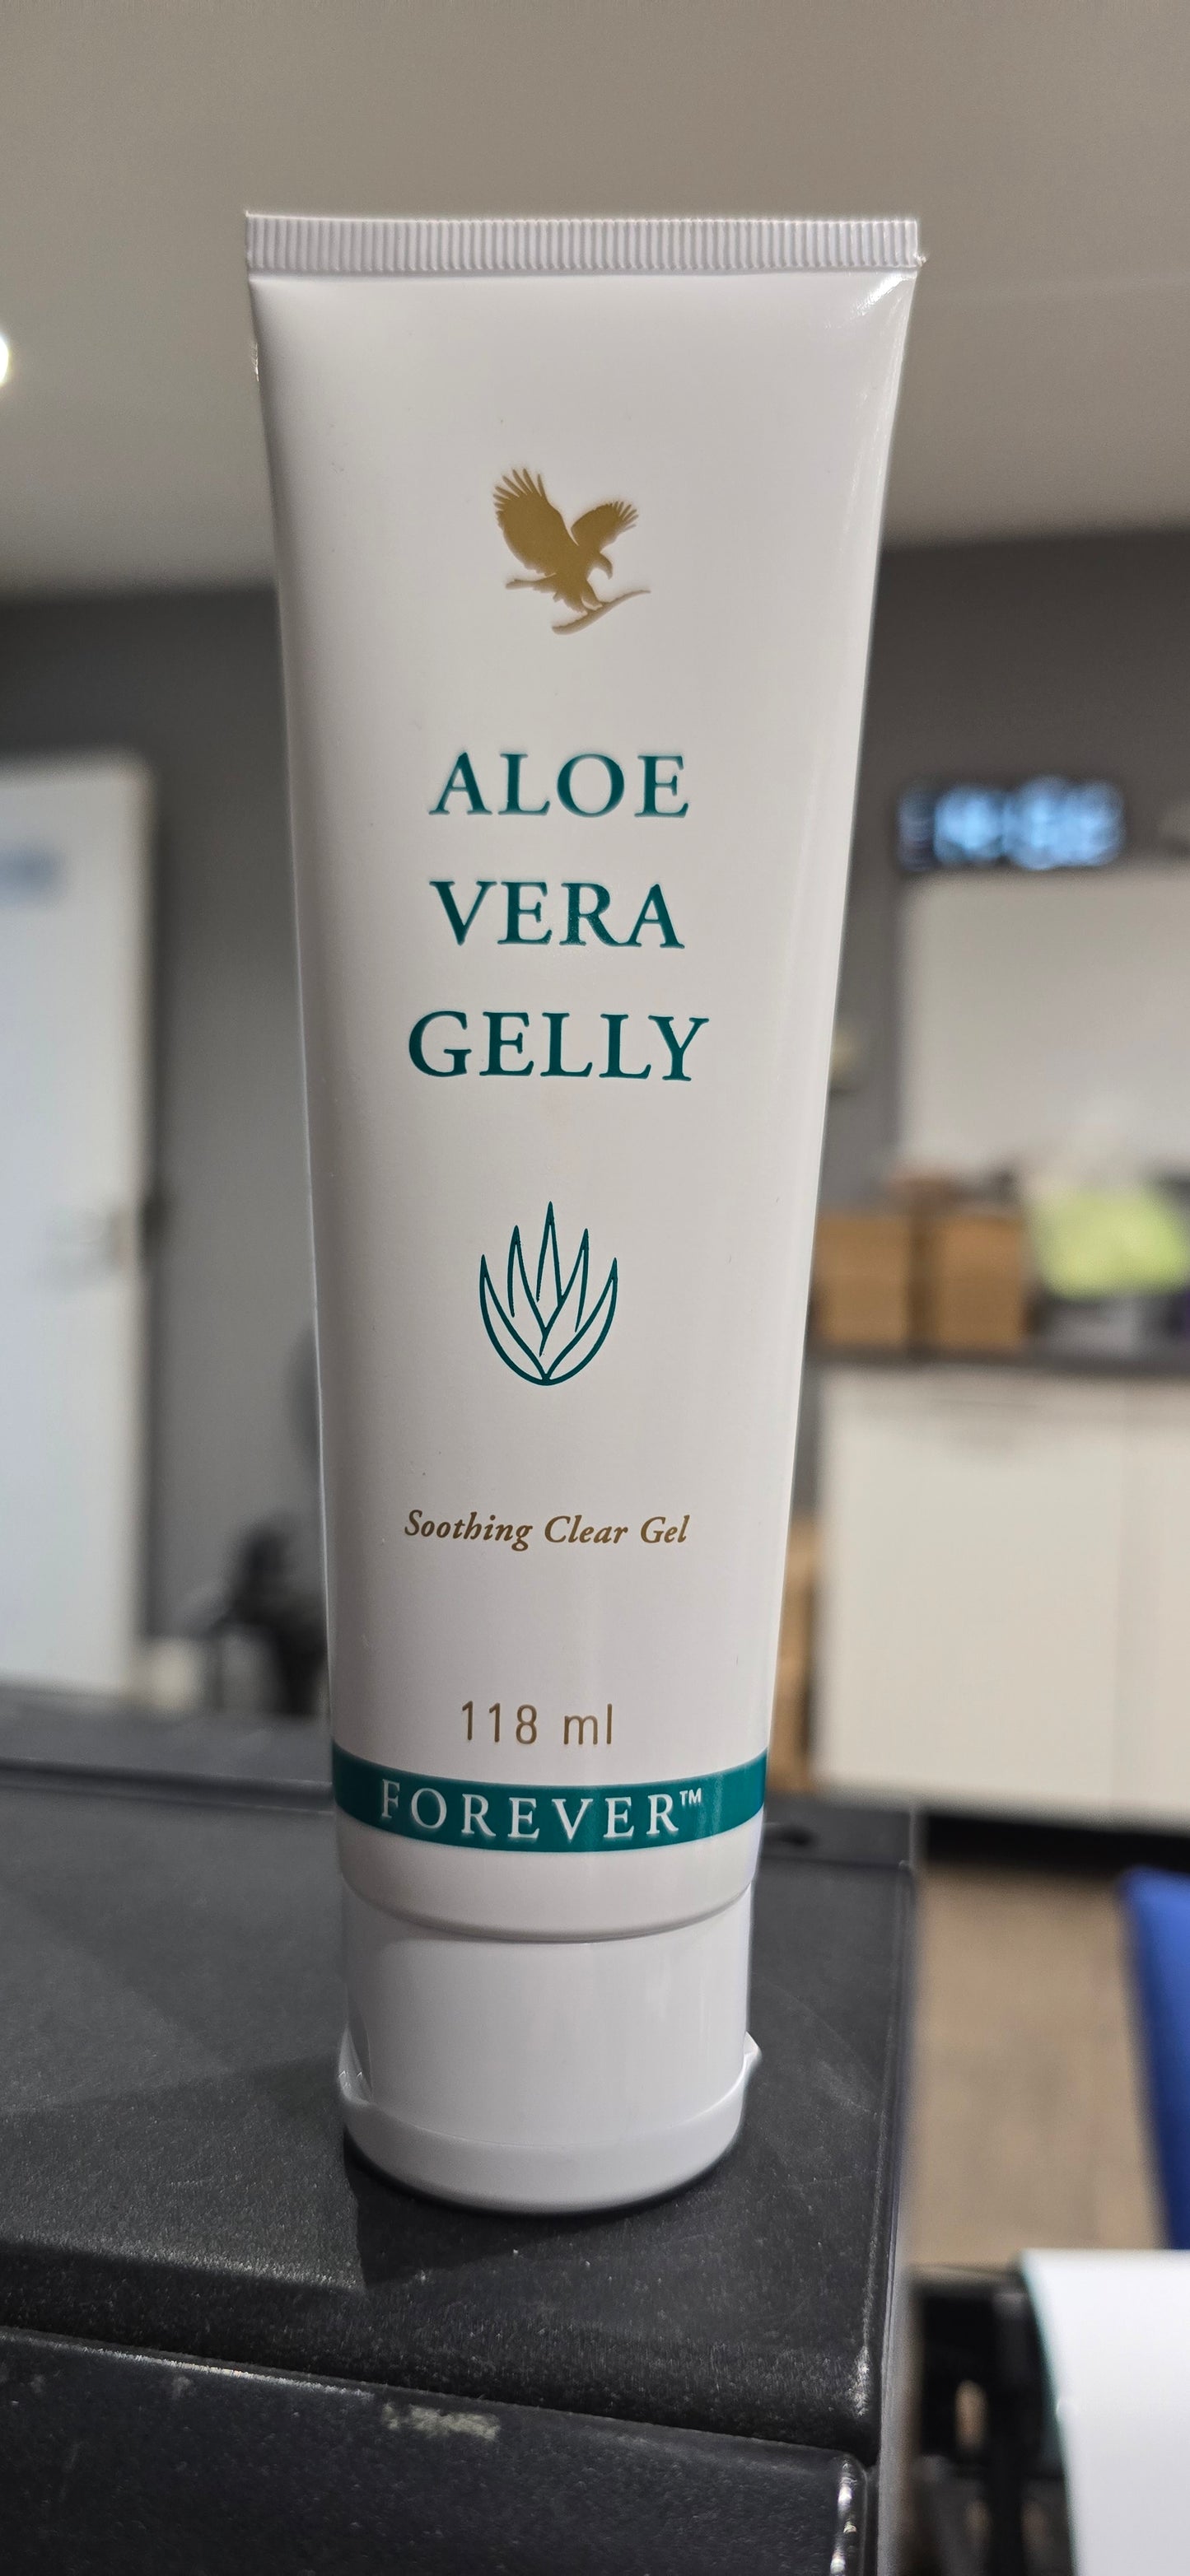 ALOE
VERA
GELLY
Soothing Clear Gel
118 ml
FOREVER™